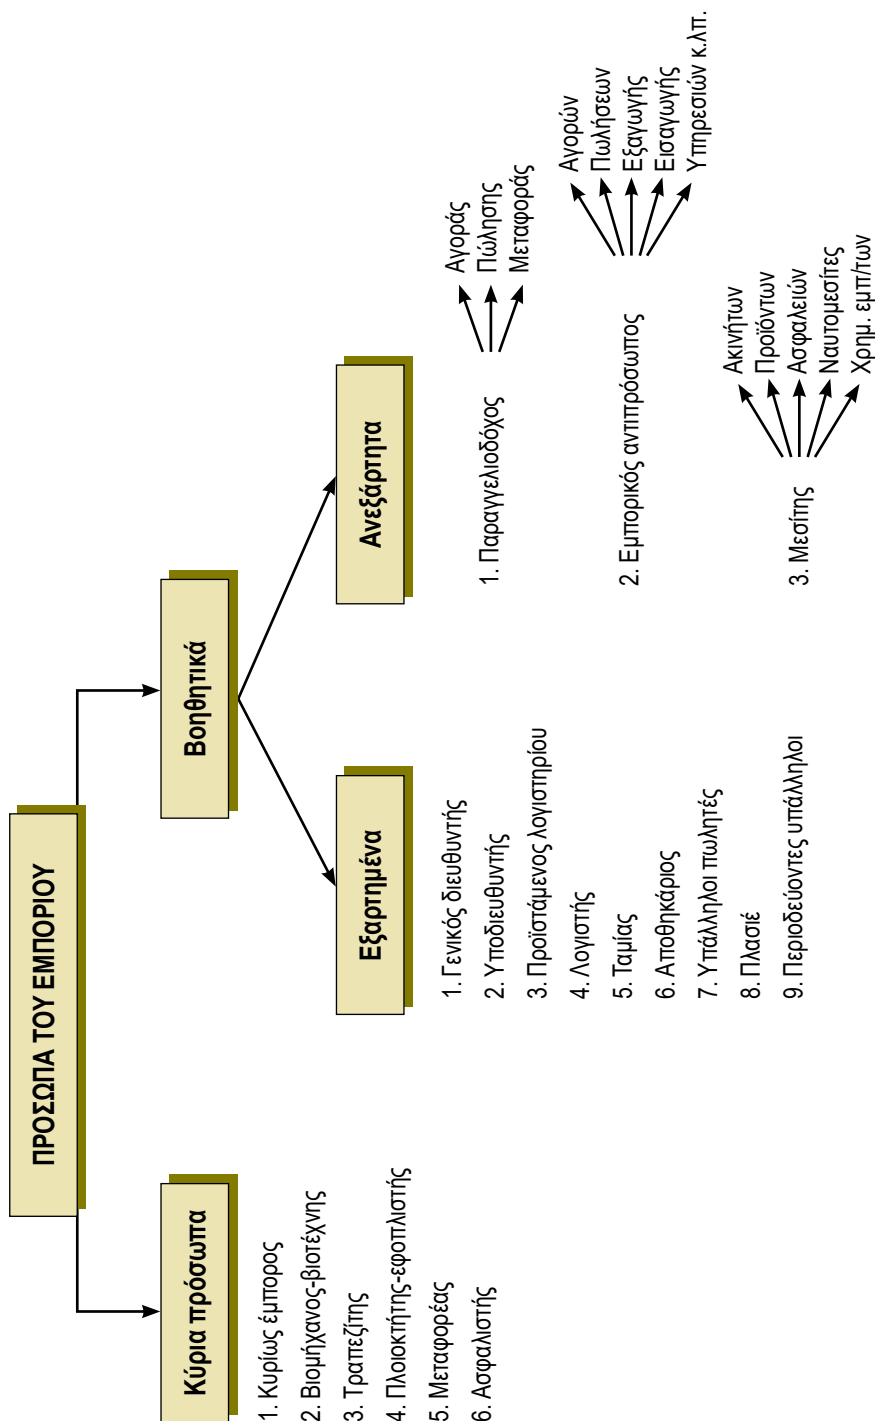 ΠΡΟΣΩΠΑ ΤΟΥ ΕΜΠΟΡΙΟΥ
Κύρια πρόσωπα
1. Κυρίως έμπορος
2. Βιομήχανος-βιοτέχνης
3. Τραπεζίτης
4. Πλοιοκτήτης-εφοπλιστής
5. Μεταφορέας
6. Ασφαλιστής
Βοηθητικά
Εξαρτημένα
1. Γενικός διευθυντής
2. Υποδιευθυντής
3. Προϊστάμενος λογιστηρίου
4. Λογιστής
5. Ταμίας
6. Αποθηκάριος
7. Υπάλληλοι πωλητές
8. Πλασιέ
9. Περιοδεύοντες υπάλληλοι
Ανεξάρτητα
1. Παραγγελιοδόχος
Αγοράς
Πώλησης
Μεταφοράς
2. Εμπορικός αντιπρόσωπος
Αγορών
Πωλήσεων
Εξαγωγής
Εισαγωγής
Υπηρεσιών κ.λπ.
3. Μεσίτης
Ακινήτων
Προϊόντων
Ασφαλειών
Ναυτομεσίτες
Χρημ. εμπ/των